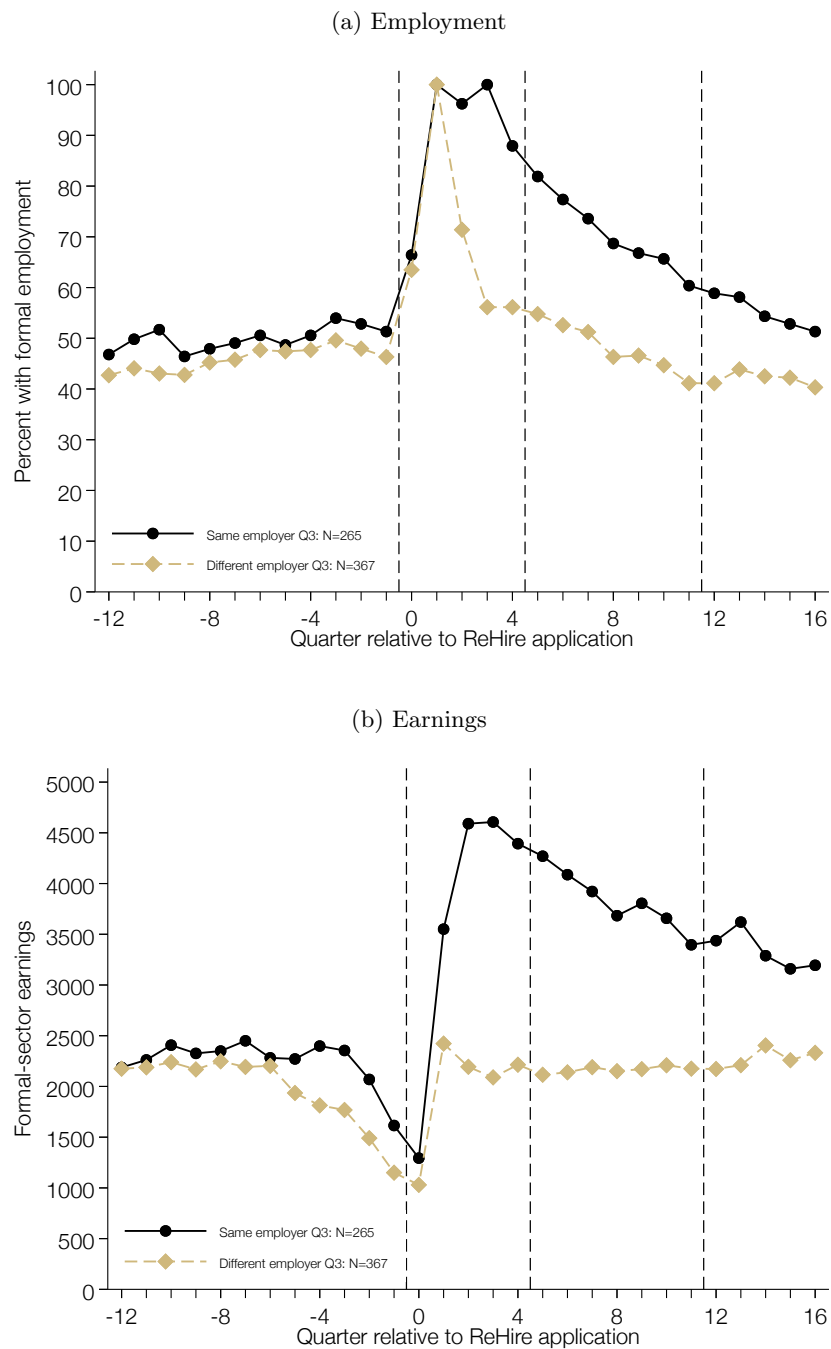 (a) Employment
100
90
80
70
60
50
40
30
20
10
0
Percent with formal employment
Same employer Q3: N=265
Different employer Q3: N=367
-12 -8 -4 0 4 8 12 16
Quarter relative to ReHire application
(b) Earnings
5000
4500
4000
3500
3000
2500
2000
1500
1000
500
0
Formal-sector earnings
Same employer Q3: N=265
Different employer Q3: N=367
-12 -8 -4 0 4 8 12 16
Quarter relative to ReHire application